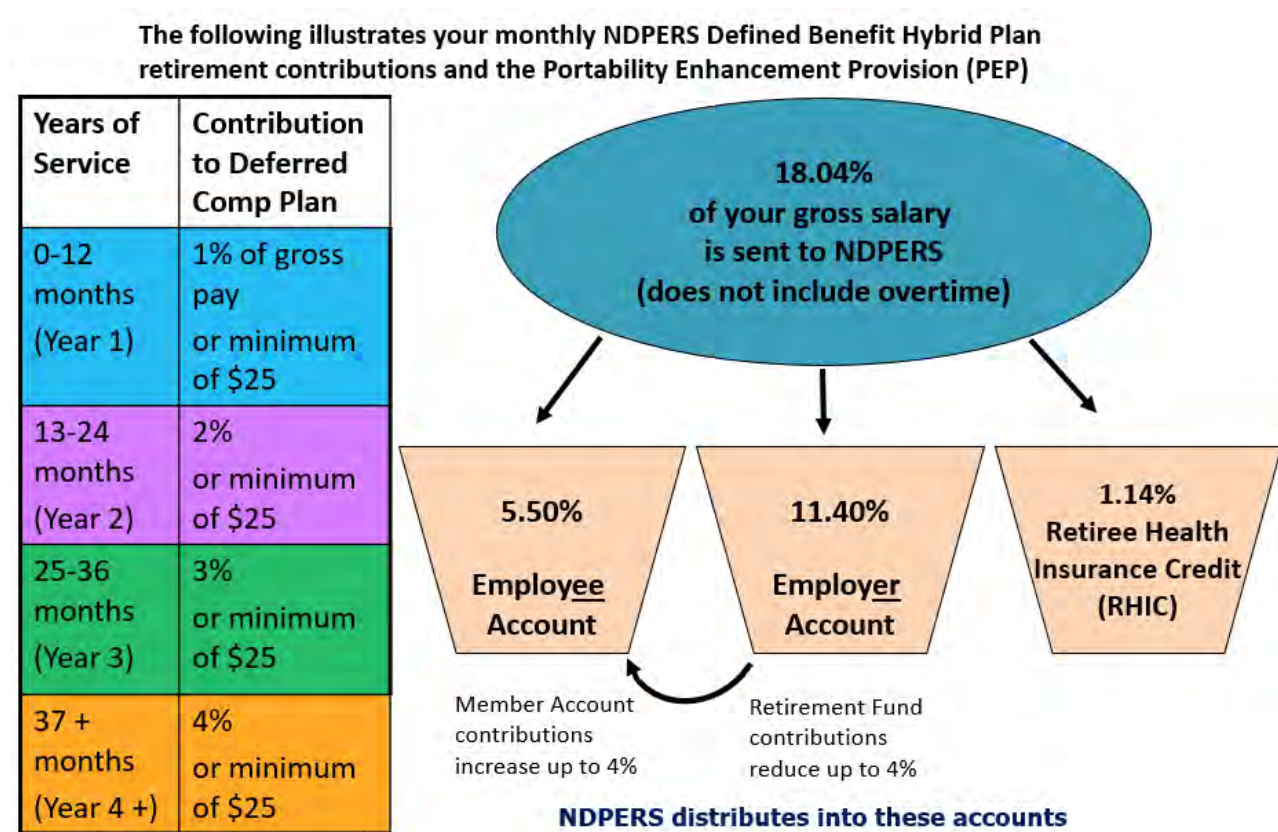 The following illustrates your monthly NDPERS Defined Benefit Hybrid Plan
retirement contributions and the Portability Enhancement Provision (PEP)
Years of
Service
Contribution
to Deferred
Comp Plan
0-12
months
(Year 1)
1% of gross
pay
or minimum
of $25
13-24
months
(Year 2)
2%
or minimum
of $25
25-36
months
(Year 3)
3%
or minimum
of $25
37 +
months
(Year 4 +)
4%
or minimum
of $25
18.04%
of your gross salary
is sent to NDPERS
(does not include overtime)
5.50%
Employee
Account
11.40%
Employer
Account
1.14%
Retiree Health
Insurance Credit
(RHIC)
Member Account
contributions
increase up to 4%
Retirement Fund
contributions
reduce up to 4%
NDPERS distributes into these accounts